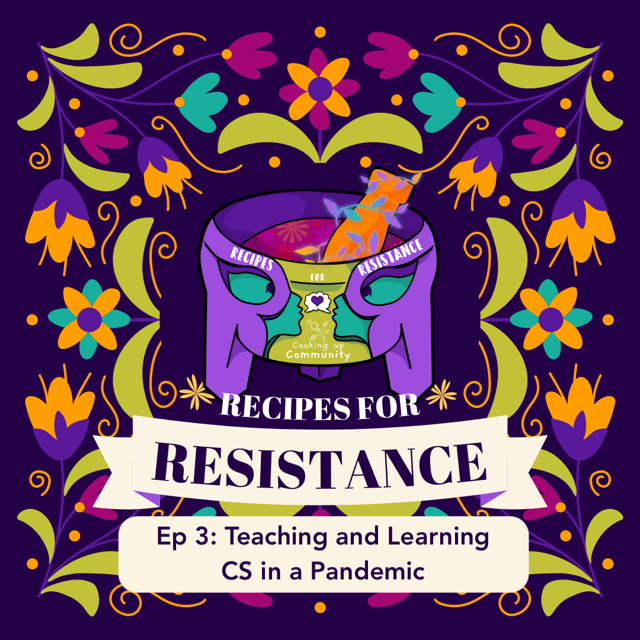 RECIPES
FOR
RESISTANCE
Cooking up
Community
RECIPES FOR
RESISTANCE
Ep 3: Teaching and Learning
CS in a Pandemic